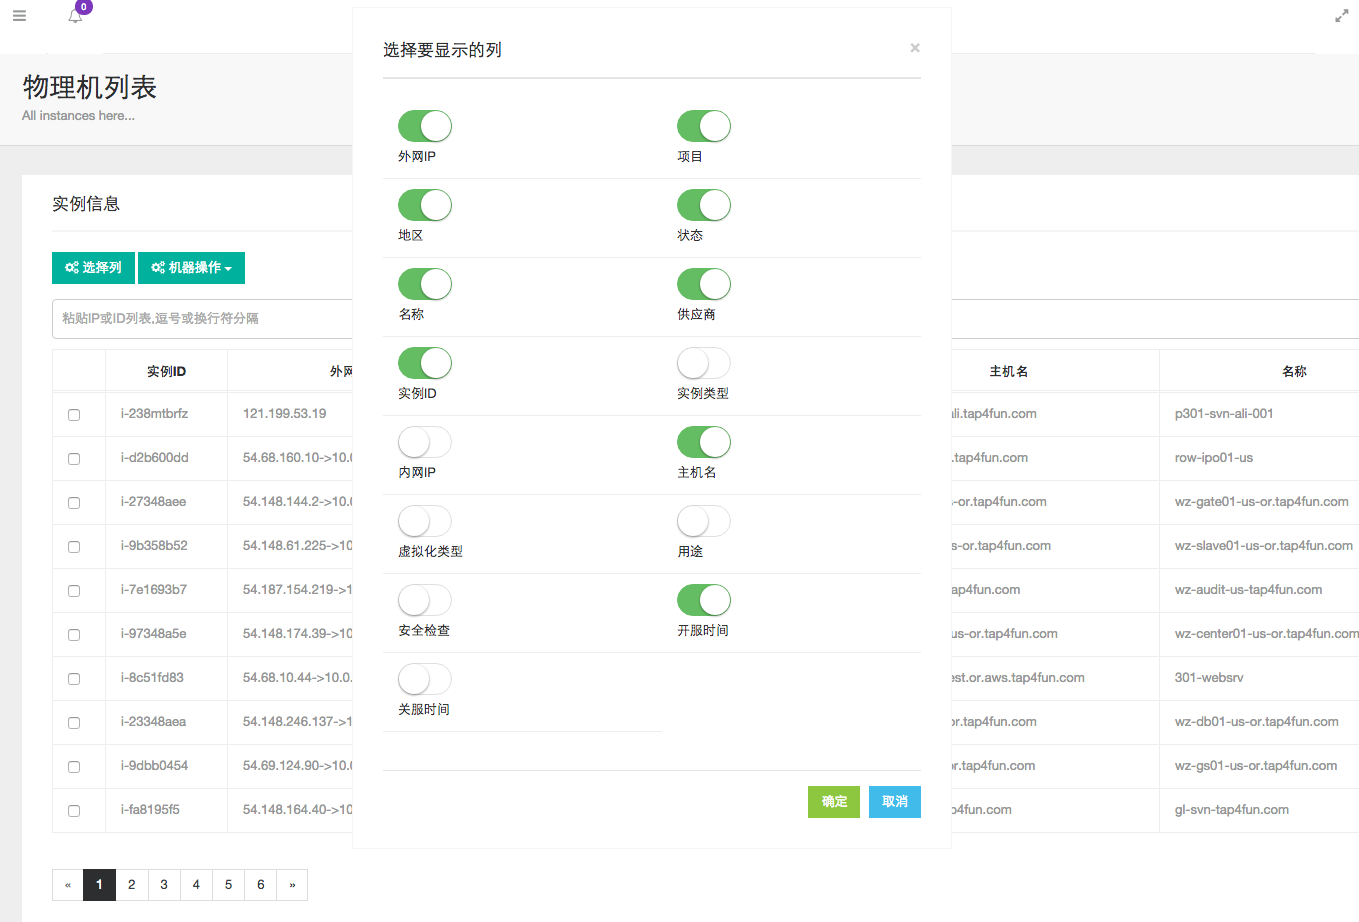 0
物理机列表
All instances here...
实例信息
选择列
机器操作
粘贴IP或ID列表,逗号或换行符分隔
选择要显示的列
×
外网IP
项目
地区
状态
名称
供应商
实例ID
实例类型
内网IP
主机名
虚拟化类型
用途
安全检查
开服时间
关服时间
确定
取消
实例ID 外网 主机名 名称
i-238mtbrfz 121.199.53.19 ali.tap4fun.com p301-svn-ali-001
i-d2b600dd 54.68.160.10->10.0 .tap4fun.com row-ipo01-us
i-27348aee 54.148.144.2->10.0 -or.tap4fun.com wz-gate01-us-or.tap4fun.com
i-9b358b52 54.148.61.225->10 s-or.tap4fun.com wz-slave01-us-or.tap4fun.com
i-7e1693b7 54.187.154.219->1 ap4fun.com wz-audit-us-tap4fun.com
i-97348a5e 54.148.174.39->10 us-or.tap4fun.com wz-center01-us-or.tap4fun.com
i-8c51fd83 54.68.10.44->10.0. est.or.aws.tap4fun.com 301-websrv
i-23348aea 54.148.246.137->1 or.tap4fun.com wz-db01-us-or.tap4fun.com
i-9dbb0454 54.69.124.90->10.0 r.tap4fun.com wz-gs01-us-or.tap4fun.com
i-fa8195f5 54.148.164.40->10 p4fun.com gl-svn-tap4fun.com
« 1 2 3 4 5 6 »